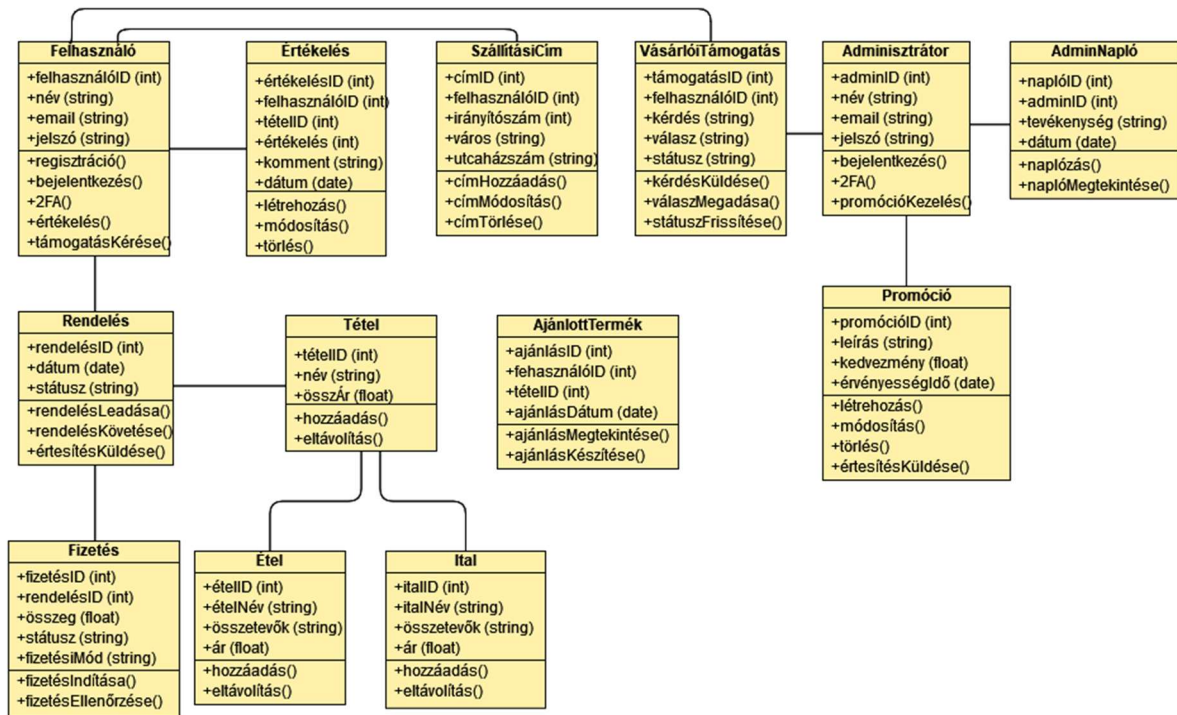 Felhasználó
+felhasználóID (int)
+név (string)
+email (string)
+jelszó (string)
+regisztráció()
+bejelentkezés()
+2FA()
+értékelés()
+támogatásKérése()
Értékelés
+értékelésID (int)
+felhasználóID (int)
+tételID (int)
+értékelés (int)
+komment (string)
+dátum (date)
+létrehozás()
+módosítás()
+törlés()
SzállításiCím
+címID (int)
+felhasználóID (int)
+irányítószám (int)
+város (string)
+utcaházszám (string)
+címHozzáadás()
+címMódosítás()
+címTörlése()
VásárlóiTámogatás
+támogatásID (int)
+felhasználóID (int)
+kérdés (string)
+válasz (string)
+státusz (string)
+kérdésKüldése()
+válaszMegadása()
+státuszFrissítése()
Adminisztrátor
+adminID (int)
+név (string)
+email (string)
+jelszó (string)
+bejelentkezés()
+2FA()
+promócióKezelés()
AdminNapló
+naplóID (int)
+adminID (int)
+tevékenység (string)
+dátum (date)
+naplózás()
+naplóMegtekintése()
Rendelés
+rendelésID (int)
+dátum (date)
+státusz (string)
+rendelésLeadása()
+rendelésKövetése()
+értesítésKüldése()
Tétel
+tételID (int)
+név (string)
+összÁr (float)
+hozzáadás()
+eltávolítás()
AjánlottTermék
+ajánlásID (int)
+fehasználóID (int)
+tételID (int)
+ajánlásDátum (date)
+ajánlásMegtekintése()
+ajánlásKészítése()
Promóció
+promócióID (int)
+leírás (string)
+kedvezmény (float)
+érvényességIdő (date)
+létrehozás()
+módosítás()
+törlés()
+értesítésKüldése()
Fizetés
+fizetésID (int)
+rendelésID (int)
+összeg (float)
+státusz (string)
+fizetésiMód (string)
+fizetésIndítása()
+fizetésEllenőrzése()
Étel
+ételID (int)
+ételNév (string)
+összetevők (string)
+ár (float)
+hozzáadás()
+eltávolítás()
Ital
+italID (int)
+italNév (string)
+összetevők (string)
+ár (float)
+hozzáadás()
+eltávolítás()